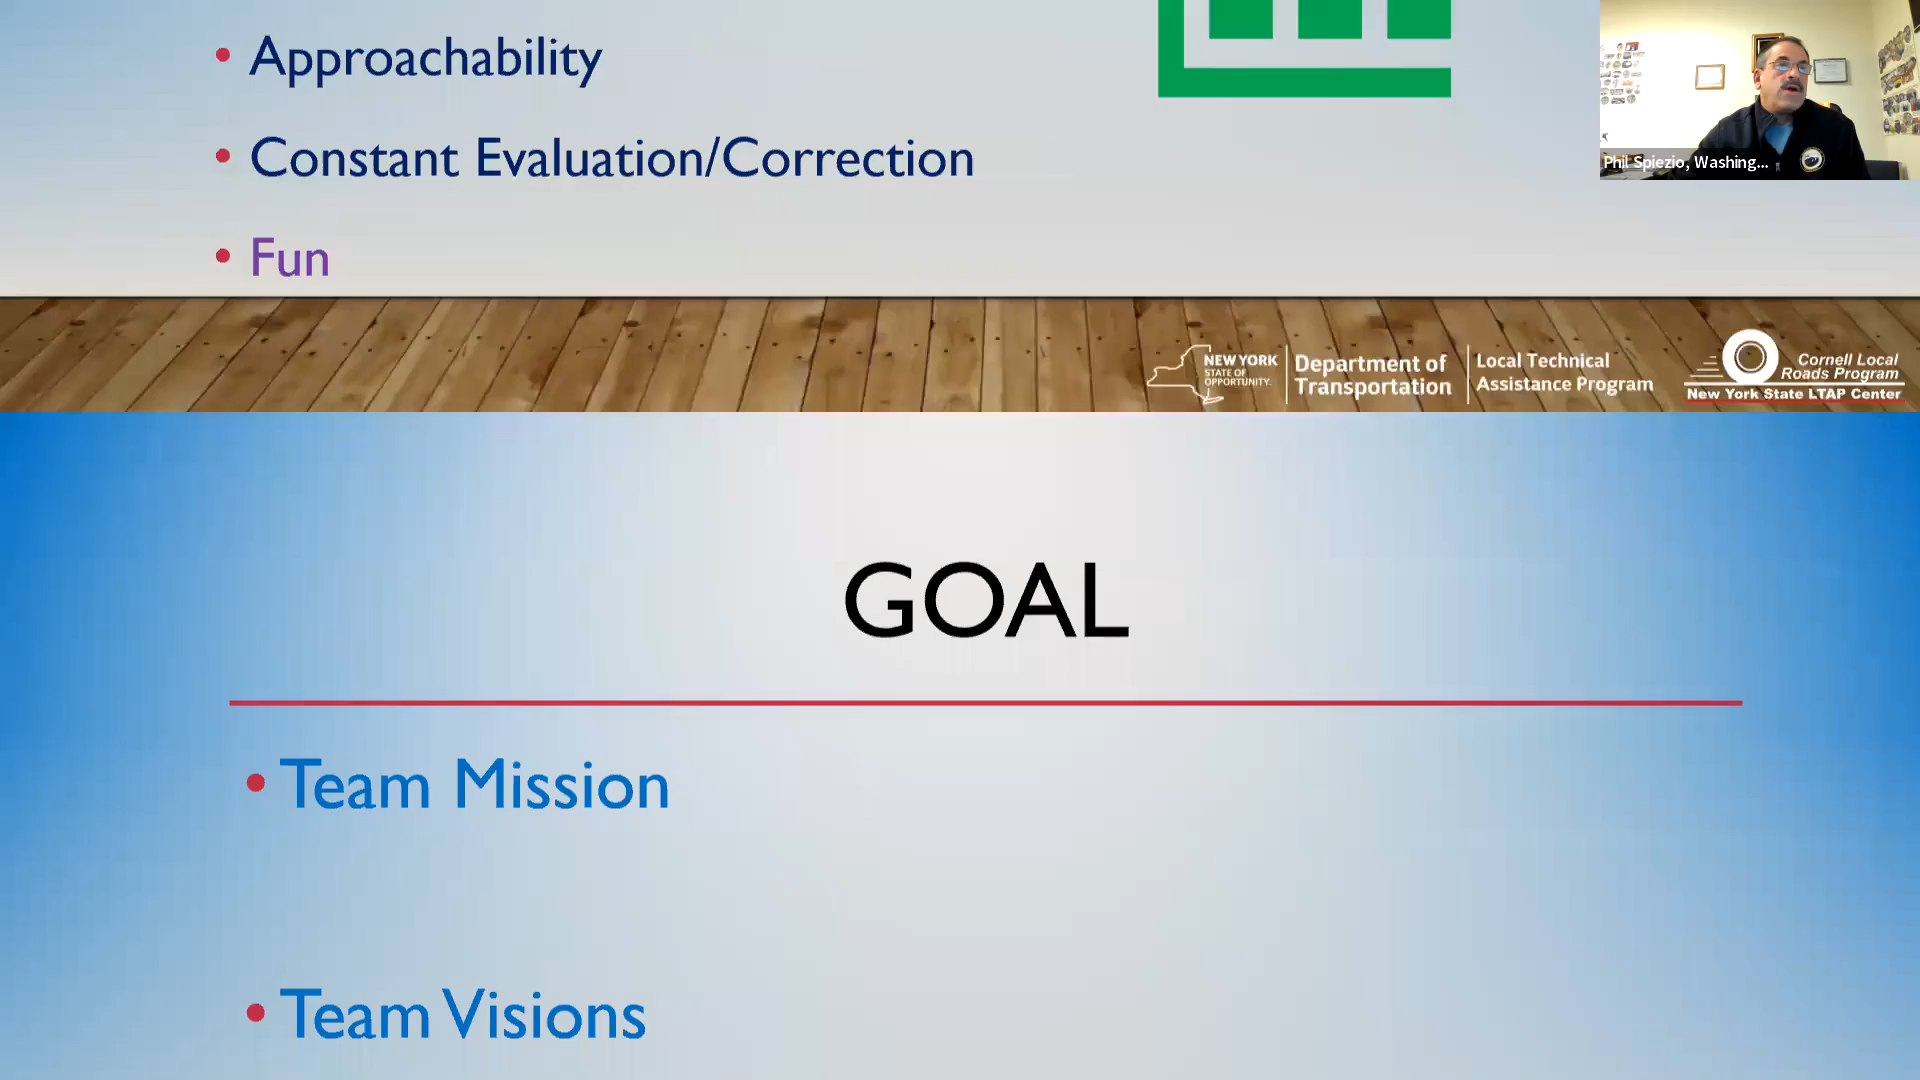 • Approachability
• Constant Evaluation/Correction
• Fun
Phil Spiezio, Washing...
NEW YORK
STATE OF
OPPORTUNITY.
Department of
Transportation
Local Technical
Assistance Program
Cornell Local
Roads Program
New York State LTAP Center
GOAL
• Team Mission
• Team Visions